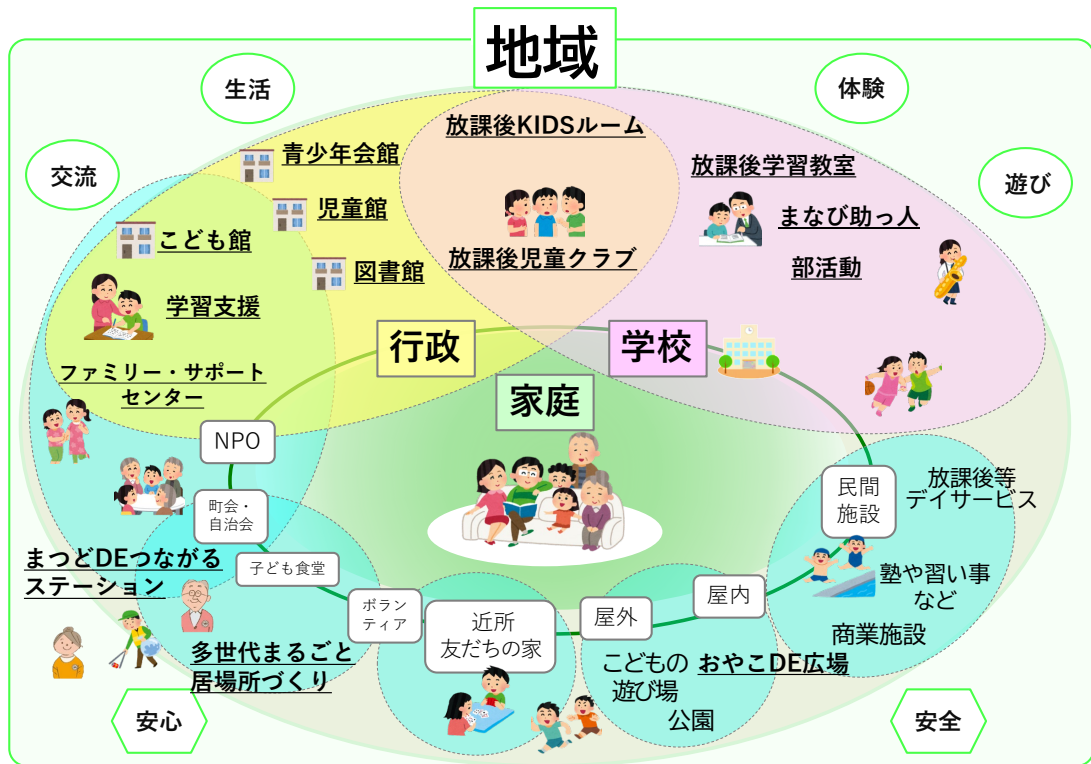 地域
生活
体験
交流
遊び
放課後KIDSルーム
放課後児童クラブ
青少年会館
児童館
こども館
図書館
学習支援
ファミリー・サポート
センター
放課後学習教室
まなび助っ人
部活動
行政
学校
家庭
NPO
町会・
自治会
子ども食堂
ボラン
ティア
近所
友だちの家
屋外
屋内
民間
施設
放課後等
デイサービス
塾や習い事
など
商業施設
まつどDEつながる
ステーション
多世代まるごと
居場所づくり
こどもの
遊び場
公園
おやこDE広場
安心
安全